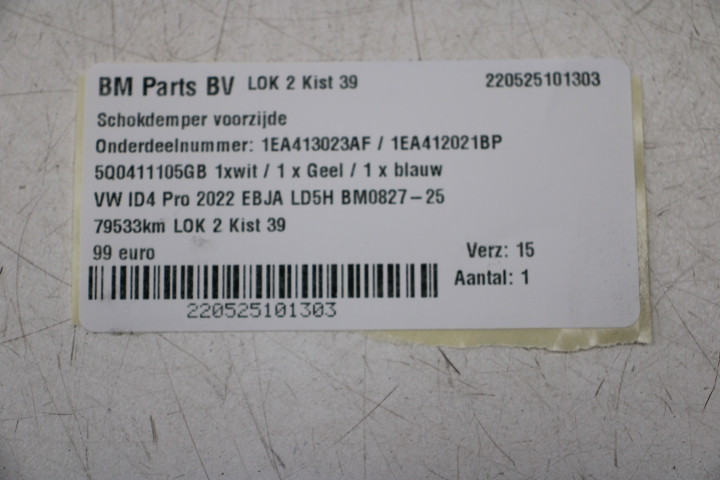 BM Parts BV LOK 2 Kist 39 220525101303
Schokdemper voorzijde
Onderdeelnummer: 1EA413023AF / 1EA412021BP
5Q0411105GB 1xwit / 1 x Geel / 1 x blauw
VW ID4 Pro 2022 EBJA LD5H BM0827-25
79533km LOK 2 Kist 39
99 euro Verz: 15
Aantal: 1
220525101303